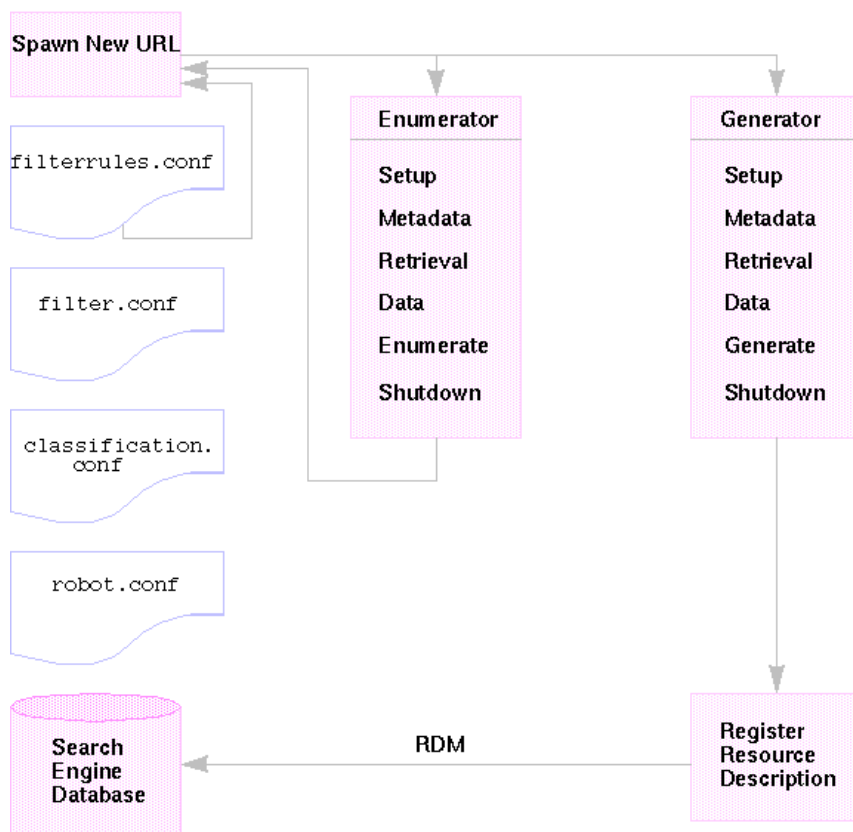 Spawn New URL
filterrules.conf
filter.conf
classification.
conf
robot.conf
Enumerator
Setup
Metadata
Retrieval
Data
Enumerate
Shutdown
Generator
Setup
Metadata
Retrieval
Data
Generate
Shutdown
Search
Engine
Database
RDM
Register
Resource
Description